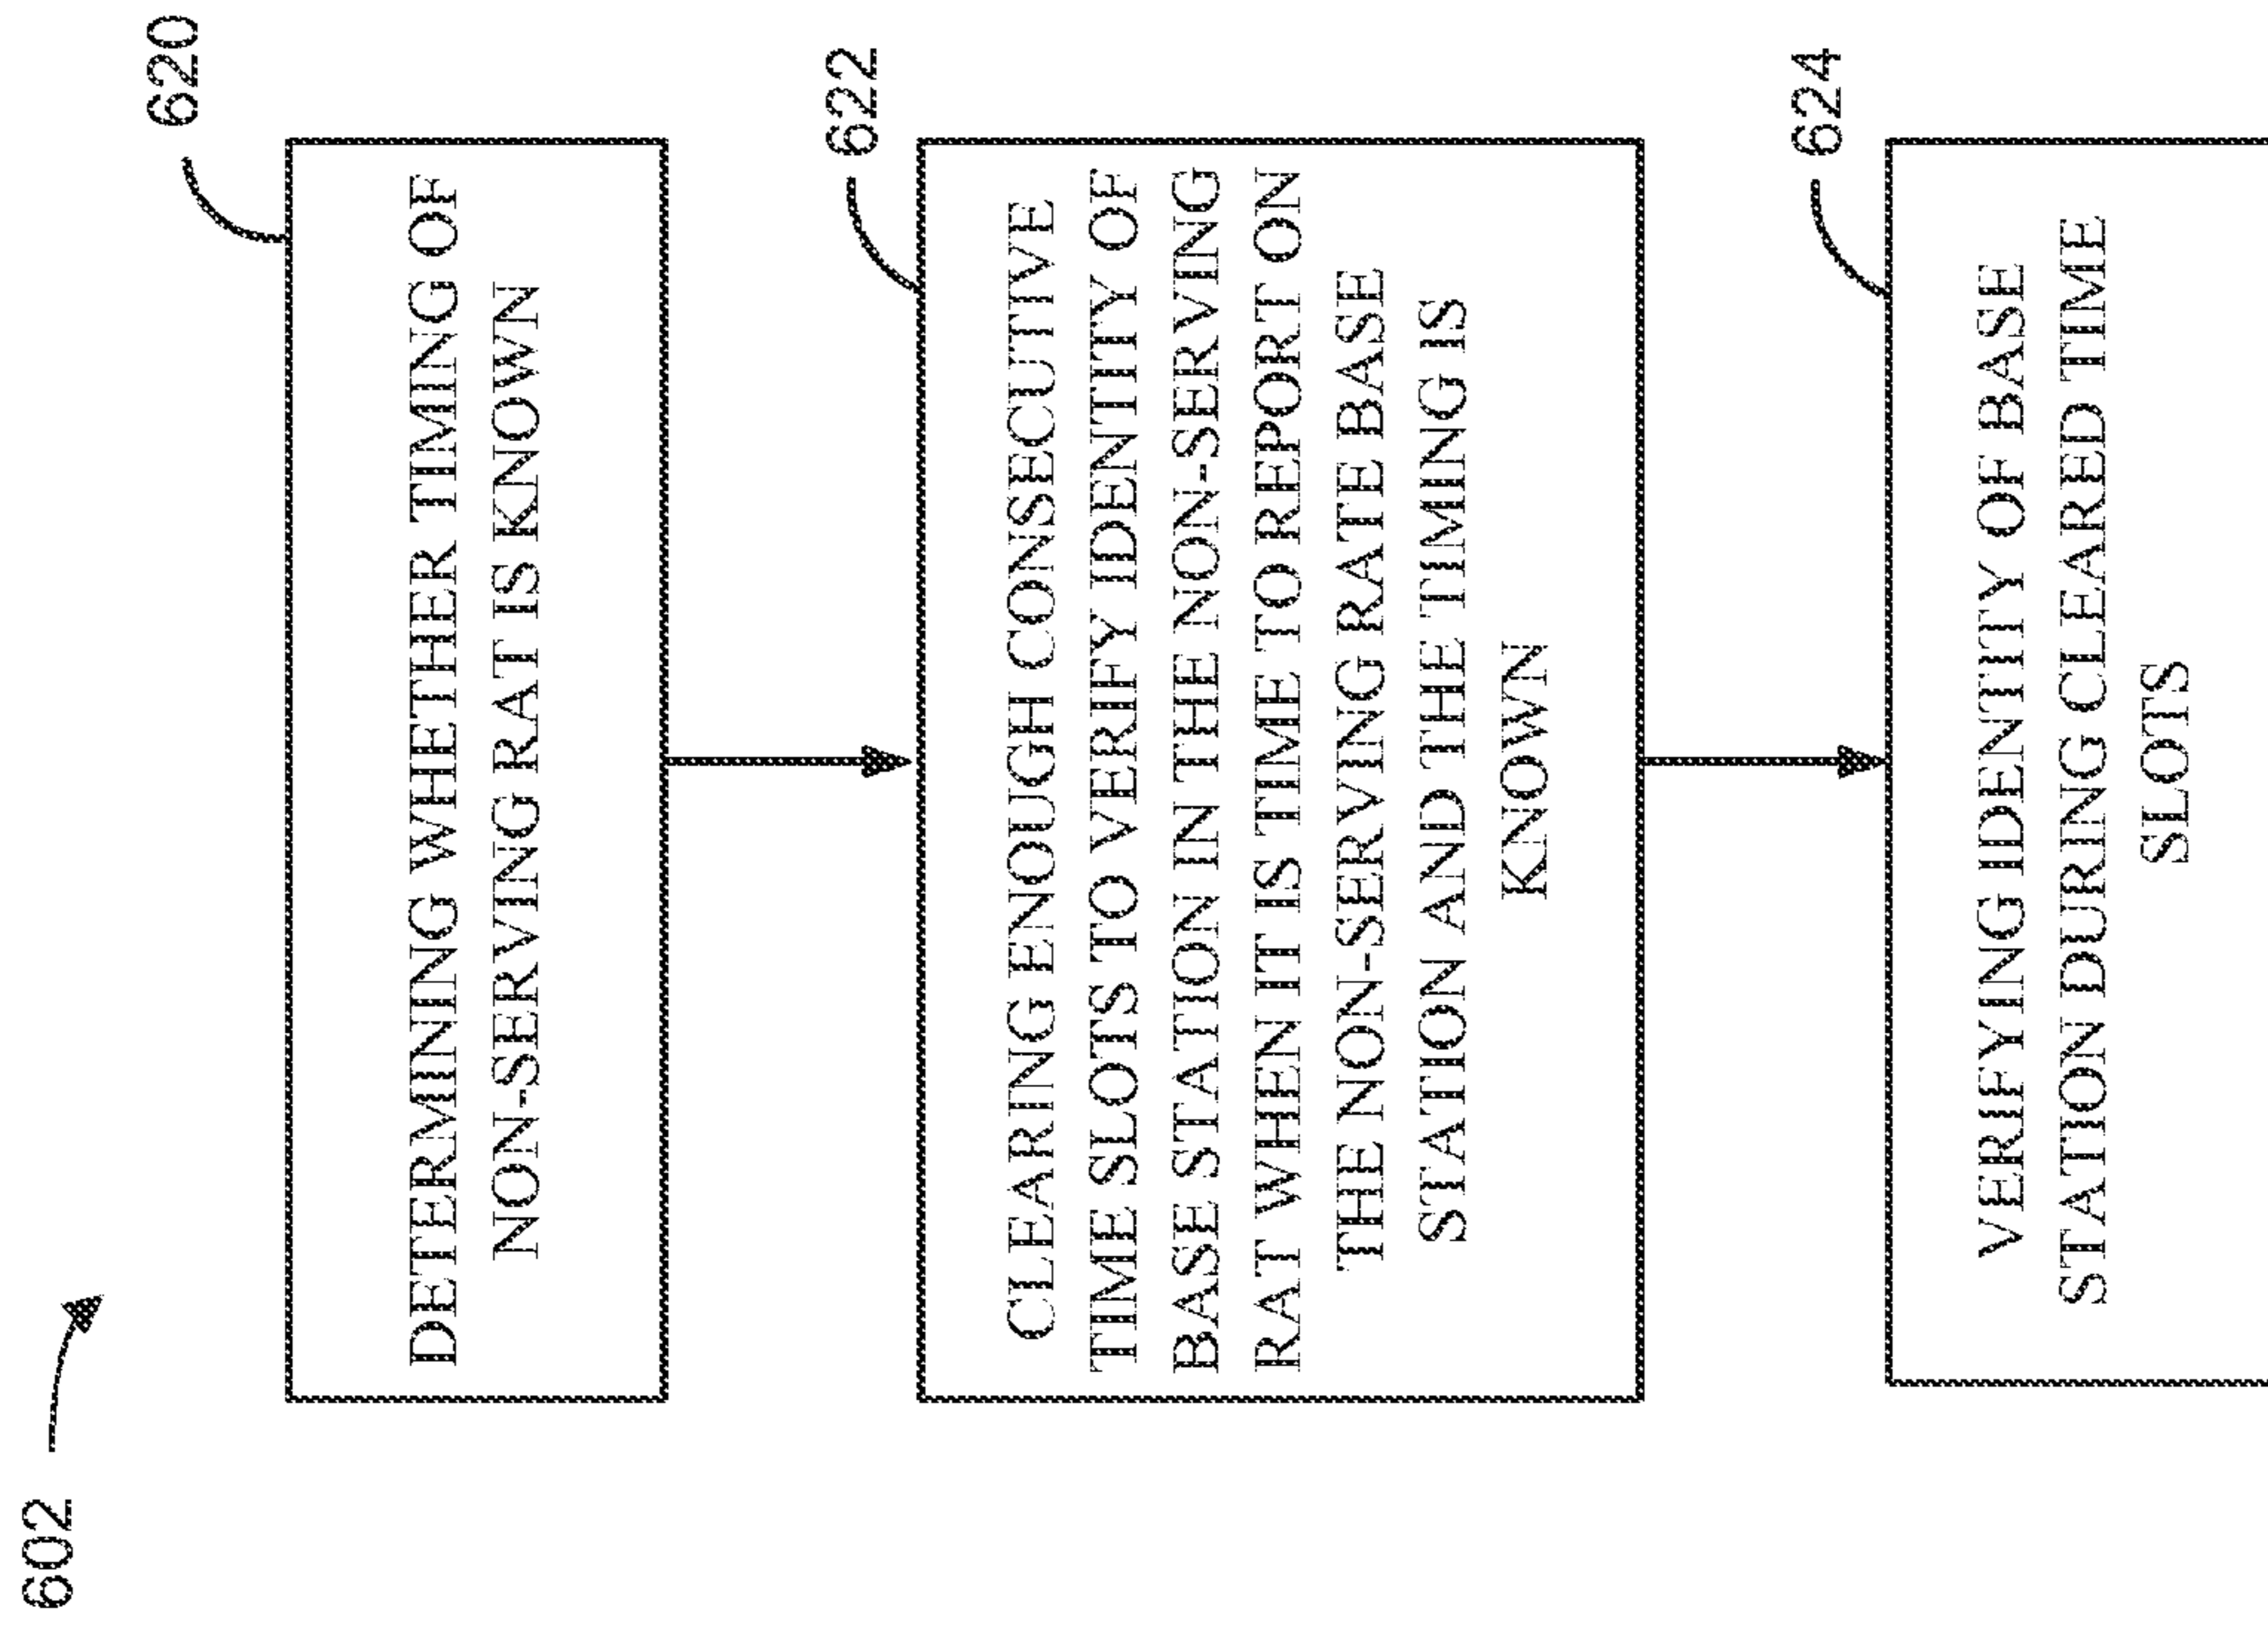 602
620
DETERMINING WHETHER TIMING OF
NON-SERVING RAT IS KNOWN
622
CLEARING ENOUGH CONSECUTIVE
TIME SLOTS TO VERIFY IDENTITY OF
BASE STATION IN THE NON-SERVING
RAT WHEN IT IS TIME TO REPORT ON
THE NON-SERVING RATE BASE
STATION AND THE TIMING IS
KNOWN
624
VERIFYING IDENTITY OF BASE
STATION DURING CLEARED TIME
SLOTS